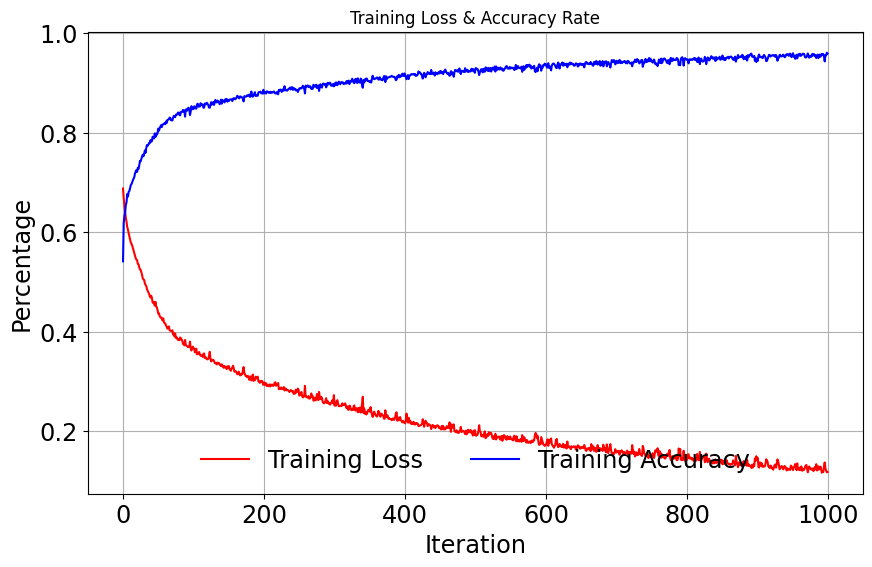 Training Loss & Accuracy Rate
1.0
0.8
0.6
0.4
0.2
Percentage
Training Loss Training Accuracy
0 200 400 600 800 1000
Iteration